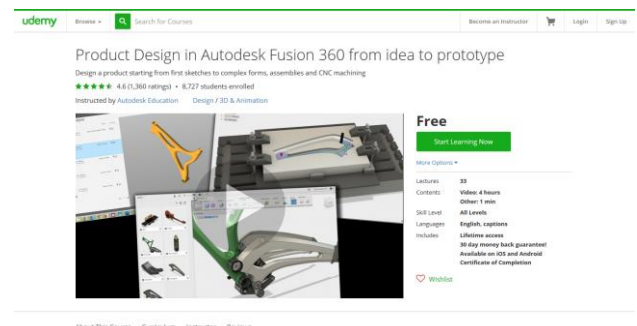 udemy
Browse
Search for Courses
Become an Instructor
Login
Sign Up
Product Design in Autodesk Fusion 360 from idea to prototype
Design a product starting from first sketches to complex forms, assemblies and CNC machining
4.6 (1,360 ratings) • 8,727 students enrolled
Instructed by Autodesk Education Design / 3D & Animation
Free
Start Learning Now
More Options
Lectures 33
Contents Video: 4 hours
Other: 1 min
Skill Level All Levels
Languages English, captions
Includes Lifetime access
30 day money back guarantee!
Available on iOS and Android
Certificate of Completion
Wishlist